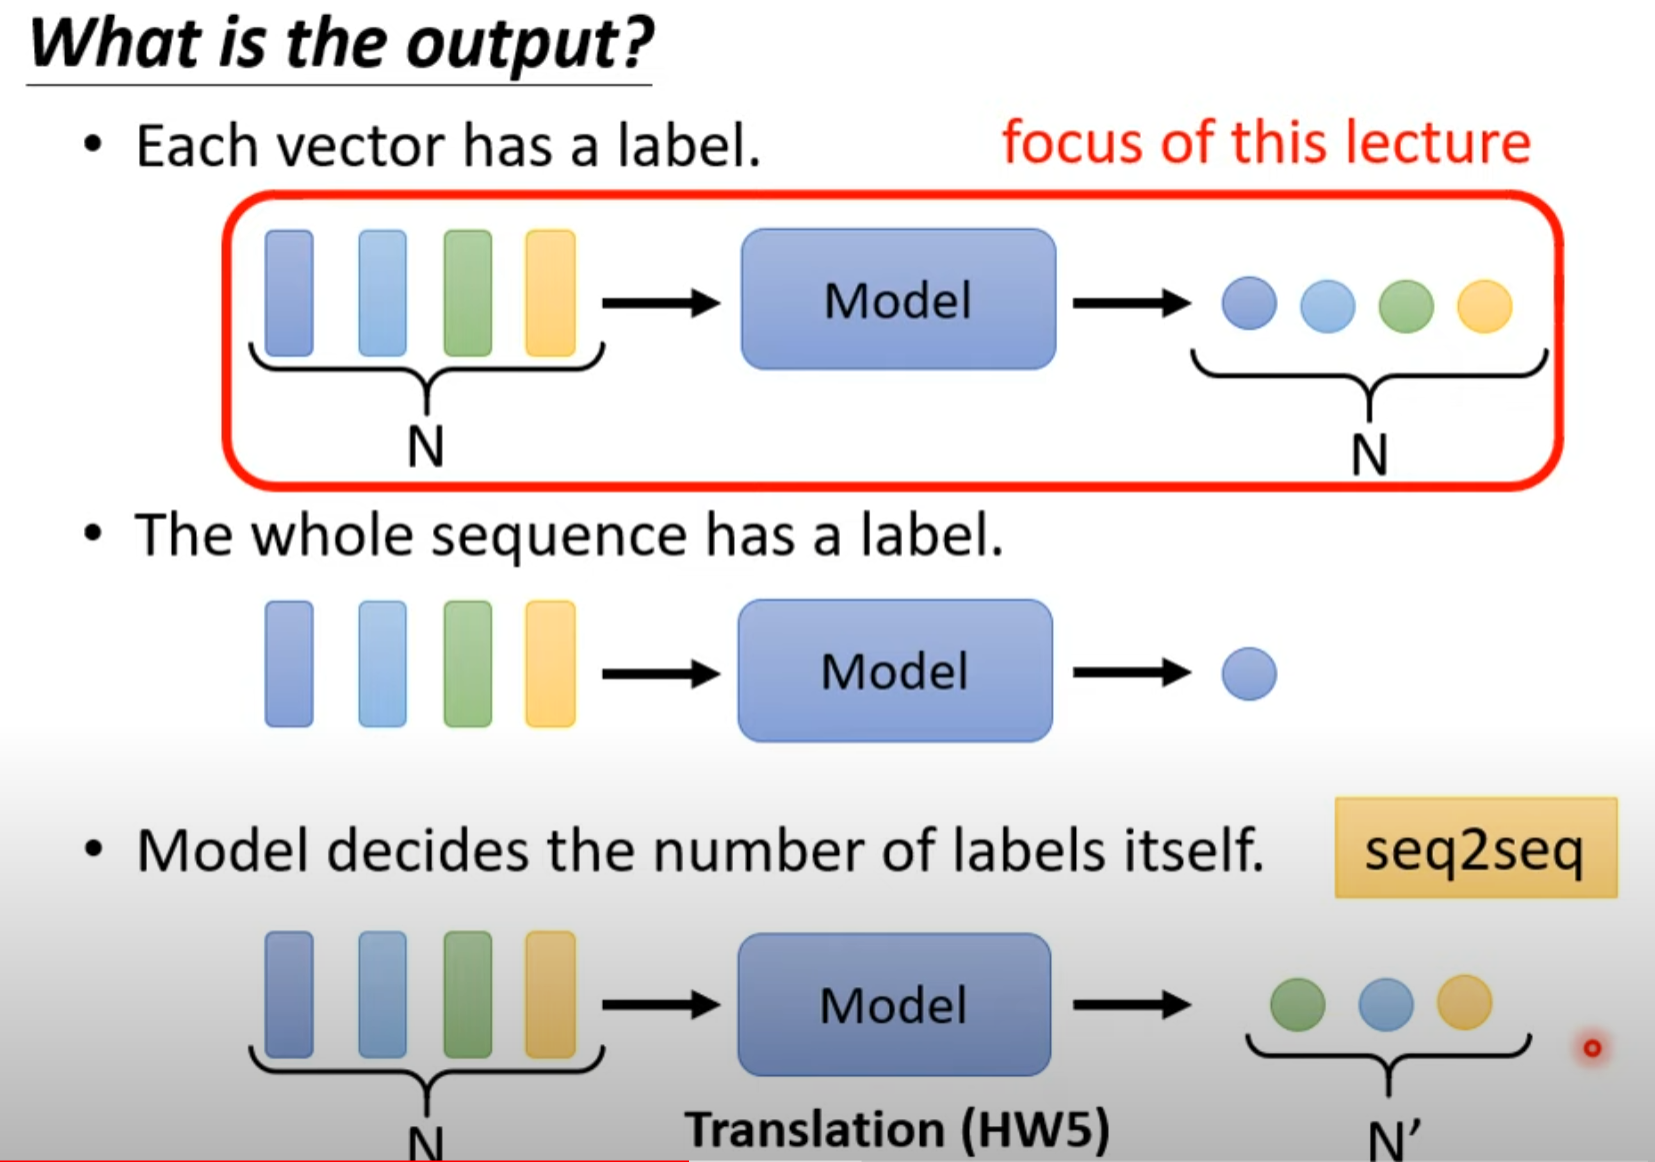 What is the output?
• Each vector has a label.
focus of this lecture
Model
N
N
• The whole sequence has a label.
Model
• Model decides the number of labels itself.
seq2seq
Model
N
Translation (HW5)
N’